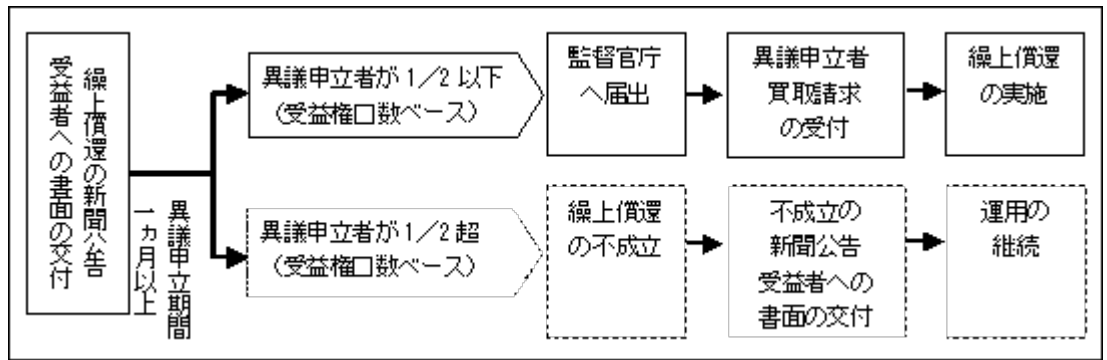 繰上償還の新聞公告
受益者への書面の交付
異議申立期間
一ヵ月以上
異議申立者が1/2以下
(受益権口数ベース)
監督官庁
へ届出
異議申立者
買取請求
の受付
繰上償還
の実施
異議申立者が1/2超
(受益権口数ベース)
繰上償還
の不成立
不成立の
新聞公告
受益者への
書面の交付
運用の
継続